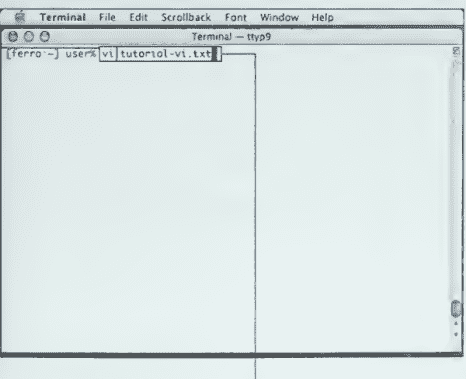 Terminal File Edit Scrollback Font Window Help
Terminal — ttyp9
[ferro:~] user% vi tutorial-vi.txt